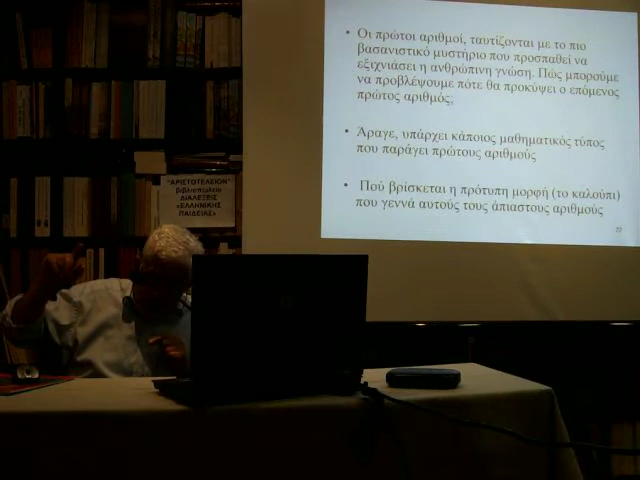 • Οι πρώτοι αριθμοί, ταυτίζονται με το πιο
βασανιστικό μυστήριο που προσπαθεί να
εξιχνιάσει η ανθρώπινη γνώση. Πώς μπορούμε
να προβλέψουμε πότε θα προκύψει ο επόμενος
πρώτος αριθμός;
• Άραγε, υπάρχει κάποιος μαθηματικός τύπος
που παράγει πρώτους αριθμούς
• Πού βρίσκεται η πρότυπη μορφή (το καλούπι)
που γεννά αυτούς τους άπιαστους αριθμούς
22
"ΑΡΙΣΤΟΤΕΛΕΙΟΝ"
βιβλιοπωλείο
ΔΙΑΛΕΞΕΙΣ
«ΕΛΛΗΝΙΚΗΣ
ΠΑΙΔΕΙΑΣ»